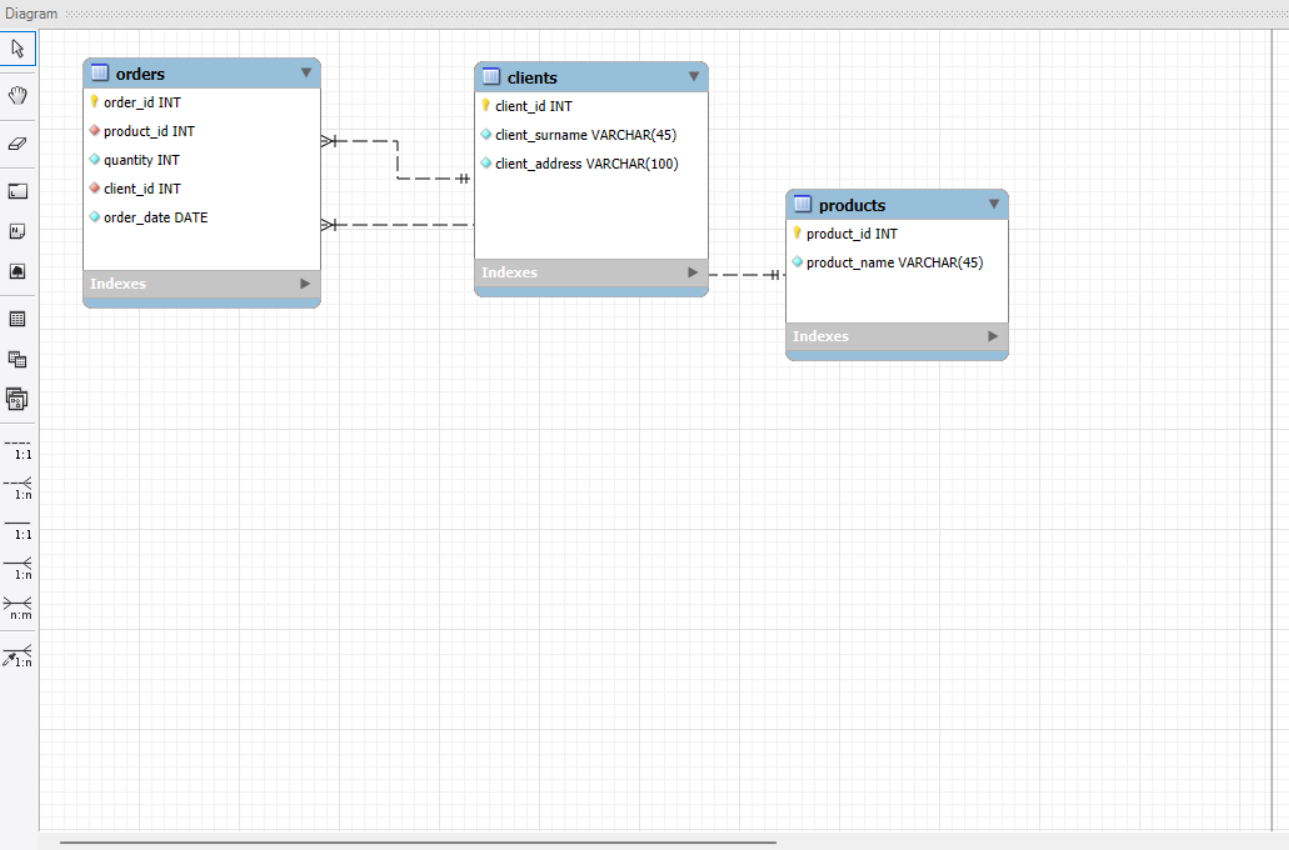 Diagram
orders
order_id INT
product_id INT
quantity INT
client_id INT
order_date DATE
Indexes
clients
client_id INT
client_surname VARCHAR(45)
client_address VARCHAR(100)
Indexes
products
product_id INT
product_name VARCHAR(45)
Indexes
1:1
1:n
1:1
1:n
n:m
1:n